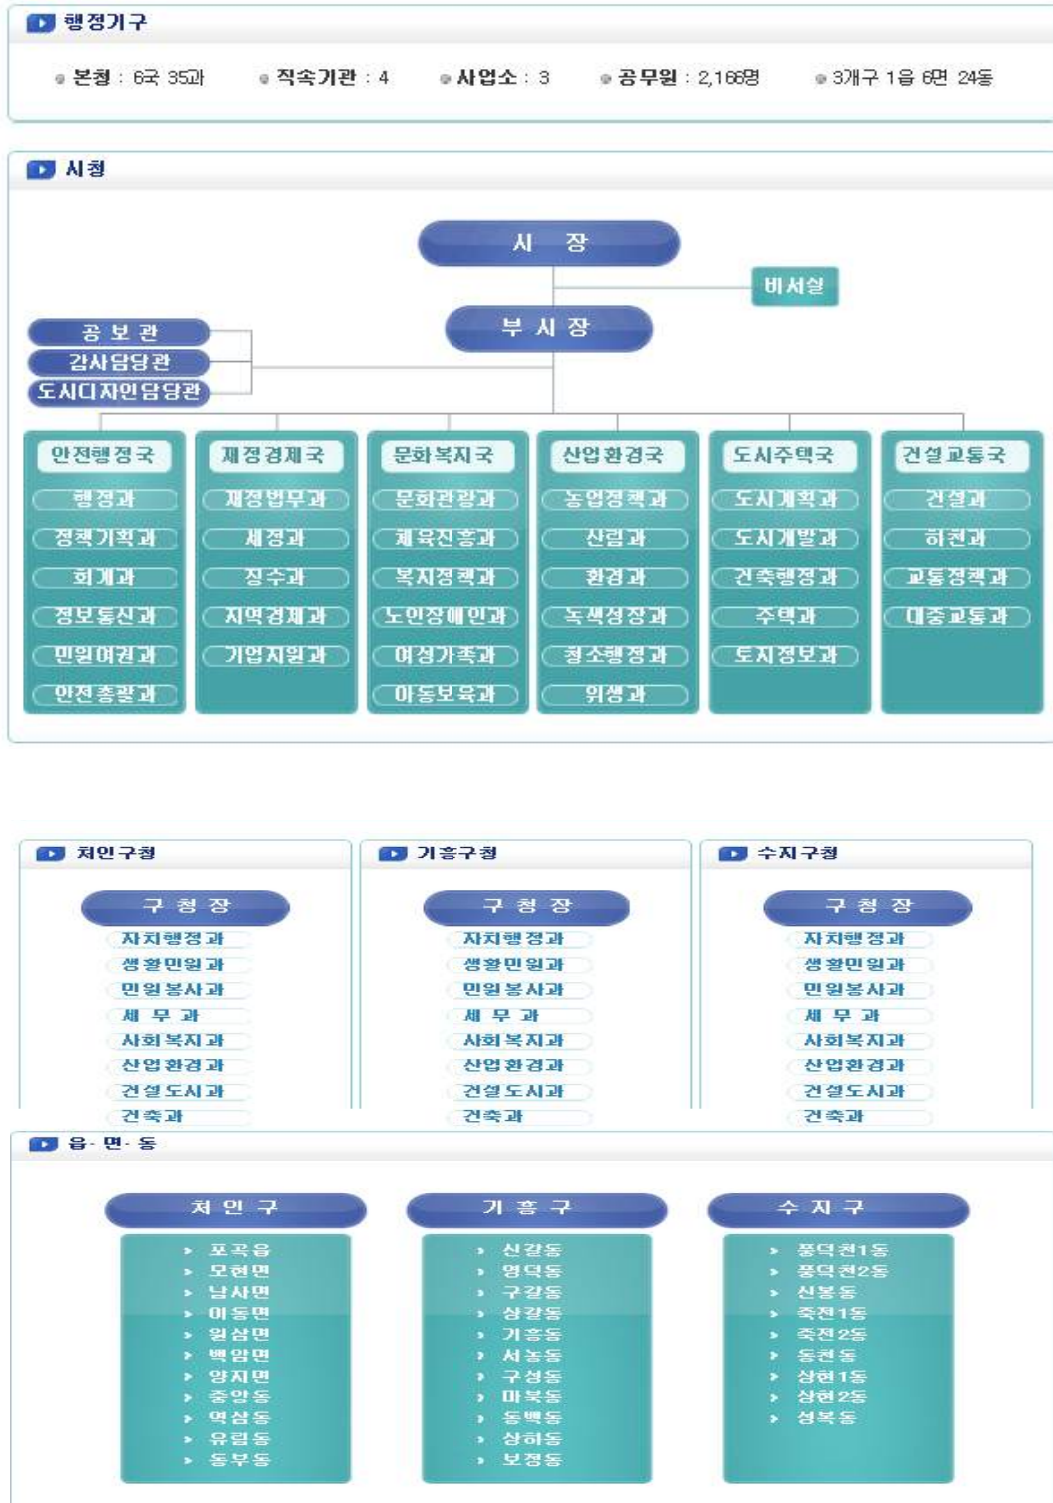 행정기구
본청 : 6국 35과 직속기관 : 4 사업소 : 3 공무원 : 2,166명 3개구 1읍 6면 24동
시청
시 장
비서실
부 시 장
공 보 관
감사담당관
도시디자인담당관
안전행정국 재정경제국 문화복지국 산업환경국 도시주택국 건설교통국
행정과 재정법무과 문화관광과 농업정책과 도시계획과 건설과
정책기획과 세정과 체육진흥과 산림과 도시개발과 하천과
회계과 징수과 복지정책과 환경과 건축행정과 교통정책과
정보통신과 지역경제과 노인장애인과 녹색성장과 주택과 대중교통과
민원여권과 기업지원과 여성가족과 청소행정과 토지정보과
안전총괄과 아동보육과 위생과
처인구청 기흥구청 수지구청
구 청 장 구 청 장 구 청 장
자치행정과 자치행정과 자치행정과
생활민원과 생활민원과 생활민원과
민원봉사과 민원봉사과 민원봉사과
세 무 과 세 무 과 세 무 과
사회복지과 사회복지과 사회복지과
산업환경과 산업환경과 산업환경과
건설도시과 건설도시과 건설도시과
건축과 건축과 건축과
읍·면·동
처 인 구 기 흥 구 수 지 구
포곡읍 신갈동 풍덕천1동
모현면 영덕동 풍덕천2동
남사면 구갈동 신봉동
이동면 상갈동 죽전1동
원삼면 기흥동 죽전2동
백암면 서농동 동천동
양지면 구성동 상현1동
중앙동 마북동 상현2동
역삼동 동백동 성복동
유림동 상하동
동부동 보정동